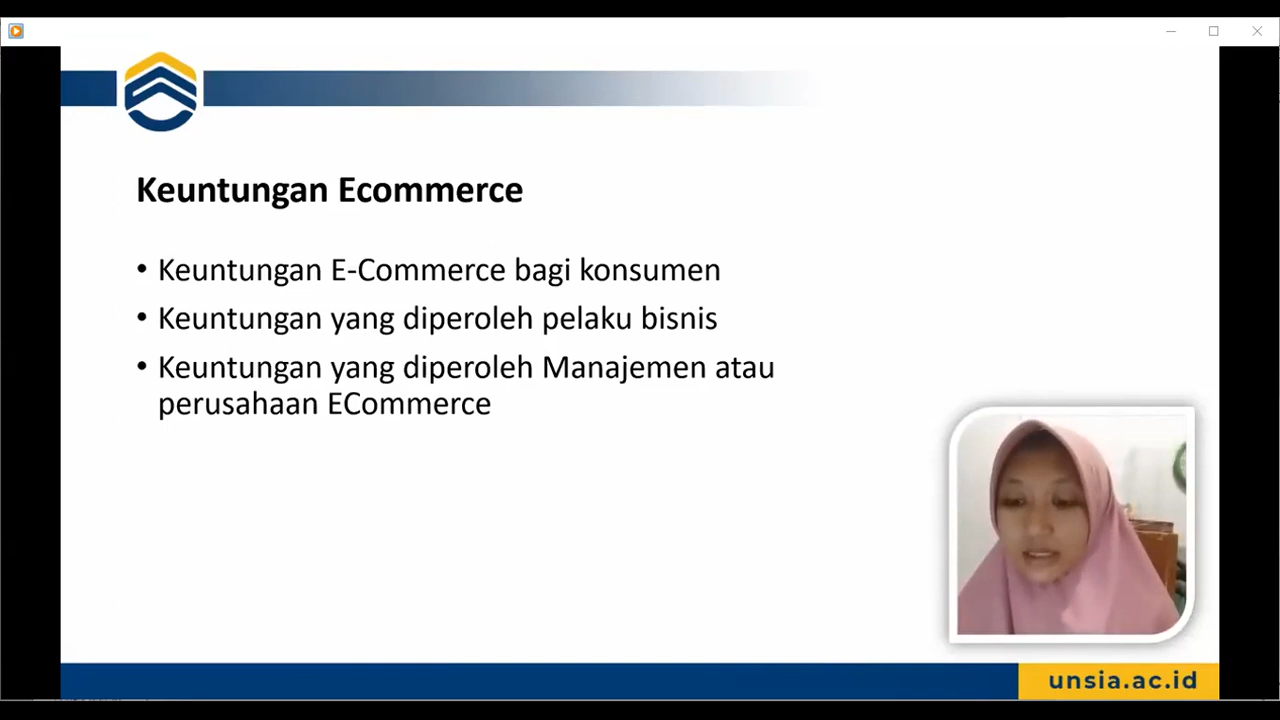 Keuntungan Ecommerce
• Keuntungan E-Commerce bagi konsumen
• Keuntungan yang diperoleh pelaku bisnis
• Keuntungan yang diperoleh Manajemen atau
perusahaan ECommerce
unsia.ac.id